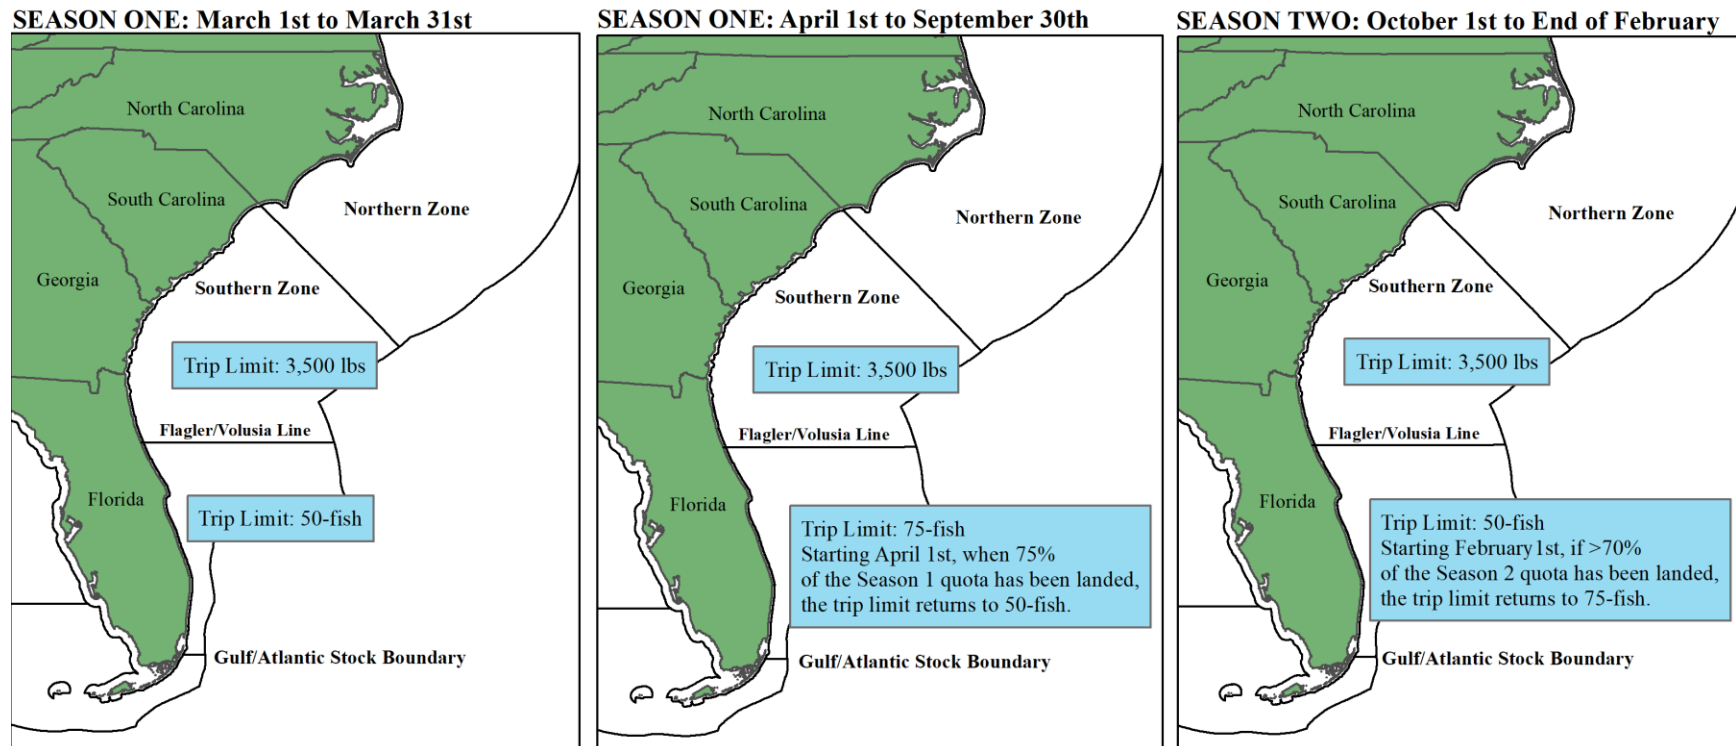 SEASON ONE: March 1st to March 31st
North Carolina
South Carolina
Northern Zone
Georgia
Southern Zone
Trip Limit: 3,500 lbs
Flagler/Volusia Line
Florida
Trip Limit: 50-fish
Gulf/Atlantic Stock Boundary
SEASON ONE: April 1st to September 30th
North Carolina
South Carolina
Northern Zone
Georgia
Southern Zone
Trip Limit: 3,500 lbs
Flagler/Volusia Line
Florida
Trip Limit: 75-fish
Starting April 1st, when 75%
of the Season 1 quota has been landed,
the trip limit returns to 50-fish.
Gulf/Atlantic Stock Boundary
SEASON TWO: October 1st to End of February
North Carolina
South Carolina
Northern Zone
Georgia
Southern Zone
Trip Limit: 3,500 lbs
Flagler/Volusia Line
Florida
Trip Limit: 50-fish
Starting February 1st, if >70%
of the Season 2 quota has been landed,
the trip limit returns to 75-fish.
Gulf/Atlantic Stock Boundary